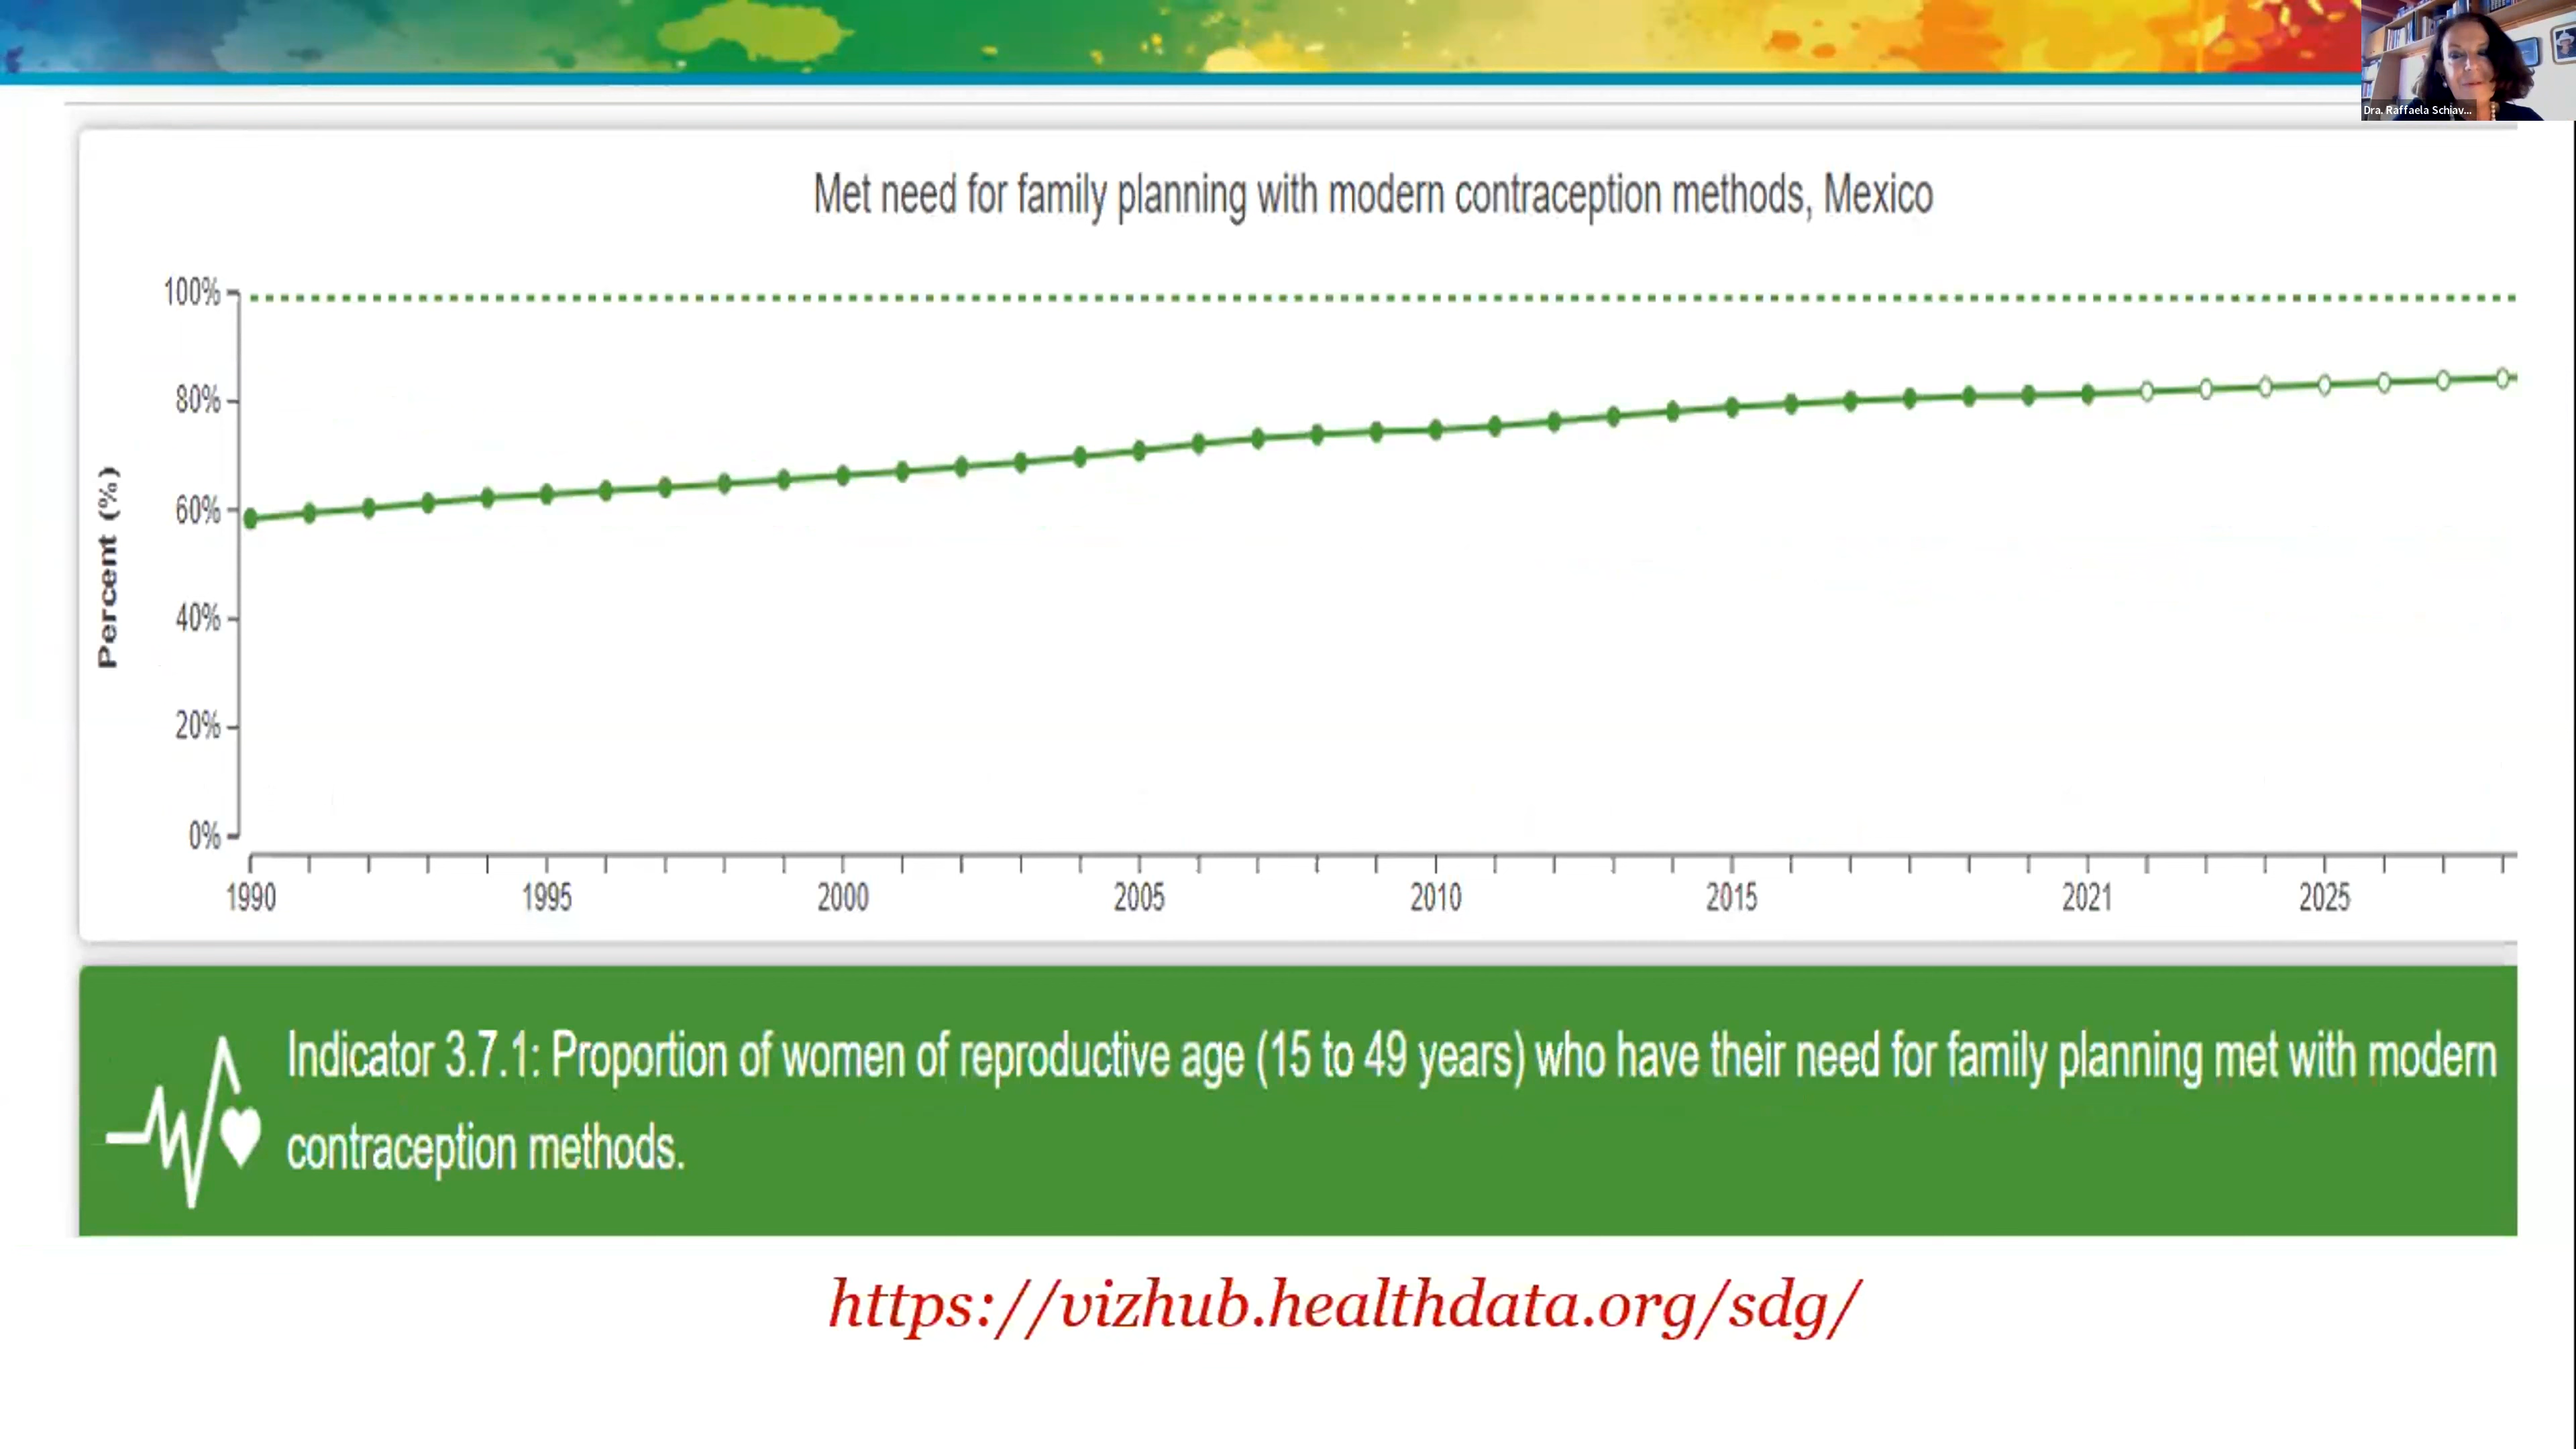 Dra. Raffaela Schiav...
Met need for family planning with modern contraception methods, Mexico
100%
80%
60%
40%
20%
0%
Percent (%)
1990 1995 2000 2005 2010 2015 2021 2025
Indicator 3.7.1: Proportion of women of reproductive age (15 to 49 years) who have their need for family planning met with modern
contraception methods.
https://vizhub.healthdata.org/sdg/